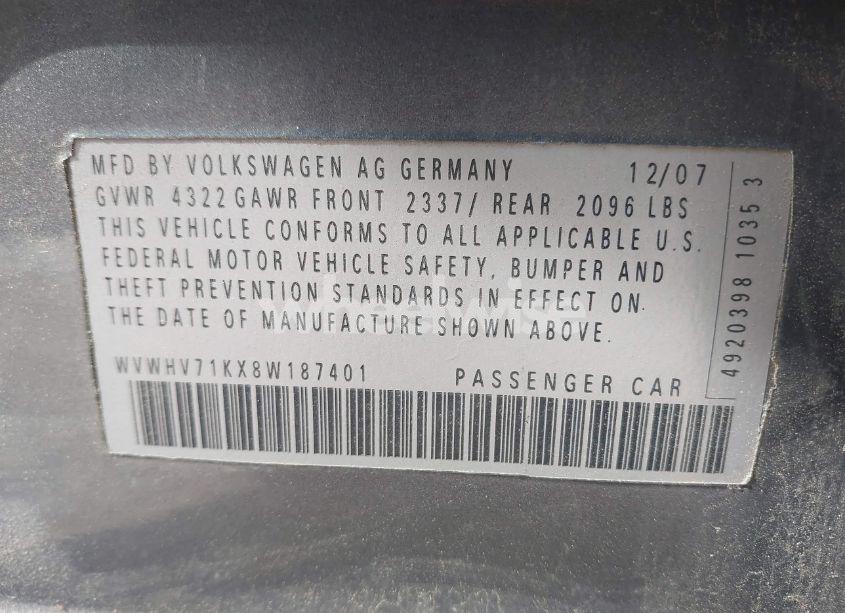 MFD BY VOLKSWAGEN AG GERMANY 12/07
GVWR 4322 GAWR FRONT 2337/ REAR 2096 LBS
THIS VEHICLE CONFORMS TO ALL APPLICABLE U.S.
FEDERAL MOTOR VEHICLE SAFETY, BUMPER AND
THEFT PREVENTION STANDARDS IN EFFECT ON
THE DATE OF MANUFACTURE SHOWN ABOVE.
WVWHV71KX8W187401 PASSENGER CAR
4920398 1035 3